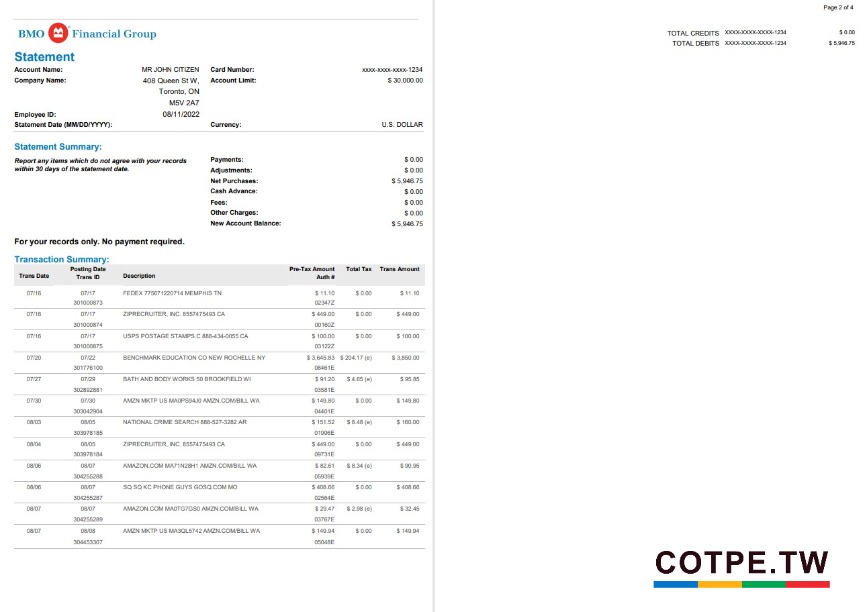 BMO Financial Group
Statement
Account Name: MR JOHN CITIZEN Card Number: XXXX-XXXX-XXXX-1234
Company Name: 408 Queen St W, Account Limit: $ 30,000.00
Toronto, ON
M5V 2A7
Employee ID: 08/11/2022
Statement Date (MM/DD/YYYY): Currency: U.S. DOLLAR
Statement Summary:
Report any items which do not agree with your records
within 30 days of the statement date.
Payments: $ 0.00
Adjustments: $ 0.00
Net Purchases: $ 5,946.75
Cash Advance: $ 0.00
Fees: $ 0.00
Other Charges: $ 0.00
New Account Balance: $ 5,946.75
For your records only. No payment required.
Transaction Summary:
Trans Date Posting Date Trans ID Description Pre-Tax Amount Auth # Total Tax Trans Amount
07/16 07/17 FEDEX 775071220714 MEMPHIS TN $ 11.10 $ 0.00 $ 11.10
301000873 02347Z
07/16 07/17 ZIPRECRUITER, INC. 8557475493 CA $ 449.00 $ 0.00 $ 449.00
301000874 00160Z
07/16 07/17 USPS POSTAGE STAMPS.C 888-434-0055 CA $ 100.00 $ 0.00 $ 100.00
301000875 03122Z
07/20 07/22 BENCHMARK EDUCATION CO NEW ROCHELLE NY $ 3,645.83 $ 204.17 (e) $ 3,850.00
301776100 08461E
07/27 07/29 BATH AND BODY WORKS 50 BROOKFIELD WI $ 91.20 $ 4.65 (e) $ 95.85
302892881 03581E
07/30 07/30 AMZN MKTP US MA0PS94J0 AMZN.COM/BILL WA $ 149.80 $ 0.00 $ 149.80
303042904 04401E
08/03 08/05 NATIONAL CRIME SEARCH 888-527-3282 AR $ 151.52 $ 8.48 (e) $ 160.00
303978185 01096E
08/04 08/05 ZIPRECRUITER, INC. 8557475493 CA $ 449.00 $ 0.00 $ 449.00
303978184 09731E
08/06 08/07 AMAZON.COM MA71N28H1 AMZN.COM/BILL WA $ 82.61 $ 8.34 (e) $ 90.95
304255288 05939E
08/06 08/07 SQ SQ KC PHONE GUYS GOSQ.COM MO $ 408.66 $ 0.00 $ 408.66
304255287 02564E
08/07 08/07 AMAZON.COM MA0TG7GS0 AMZN.COM/BILL WA $ 29.47 $ 2.98 (e) $ 32.45
304255289 03767E
08/07 08/08 AMZN MKTP US MA3QL5742 AMZN.COM/BILL WA $ 149.94 $ 0.00 $ 149.94
304453307 05048E
Page 2 of 4
TOTAL CREDITS XXXX-XXXX-XXXX-1234 $ 0.00
TOTAL DEBITS XXXX-XXXX-XXXX-1234 $ 5,946.75
COTPE.TW